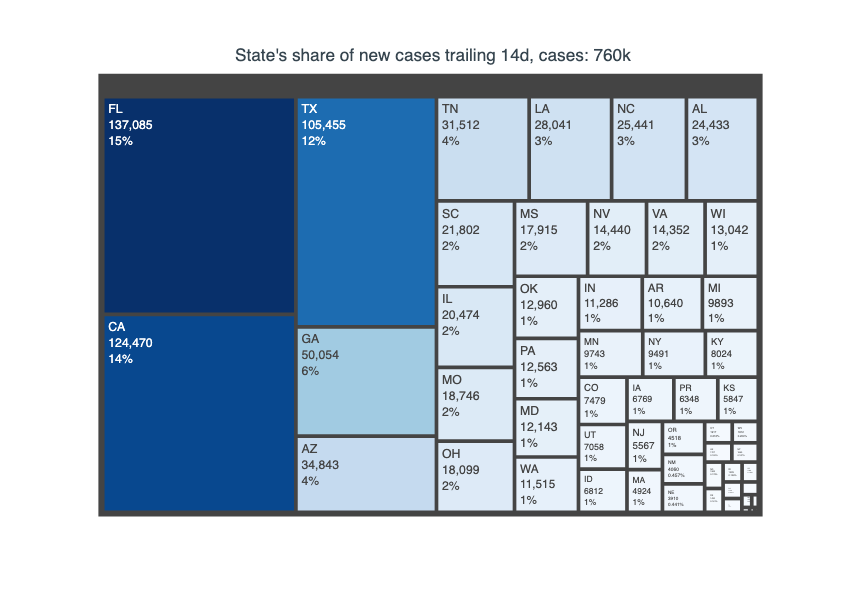 State's share of new cases trailing 14d, cases: 760k
FL
137,085
15%
CA
124,470
14%
TX
105,455
12%
GA
50,054
6%
AZ
34,843
4%
TN
31,512
4%
LA
28,041
3%
NC
25,441
3%
AL
24,433
3%
SC
21,802
2%
IL
20,474
2%
MO
18,746
2%
OH
18,099
2%
MS
17,915
2%
NV
14,440
2%
VA
14,352
2%
WI
13,042
1%
OK
12,960
1%
PA
12,563
1%
MD
12,143
1%
WA
11,515
1%
IN
11,286
1%
AR
10,640
1%
MI
9893
1%
MN
9743
1%
NY
9491
1%
KY
8024
1%
CO
7479
1%
UT
7058
1%
ID
6812
1%
IA
6769
1%
PR
6348
1%
KS
5847
1%
NJ
5567
1%
MA
4924
1%
OR
4518
1%
NM
NE